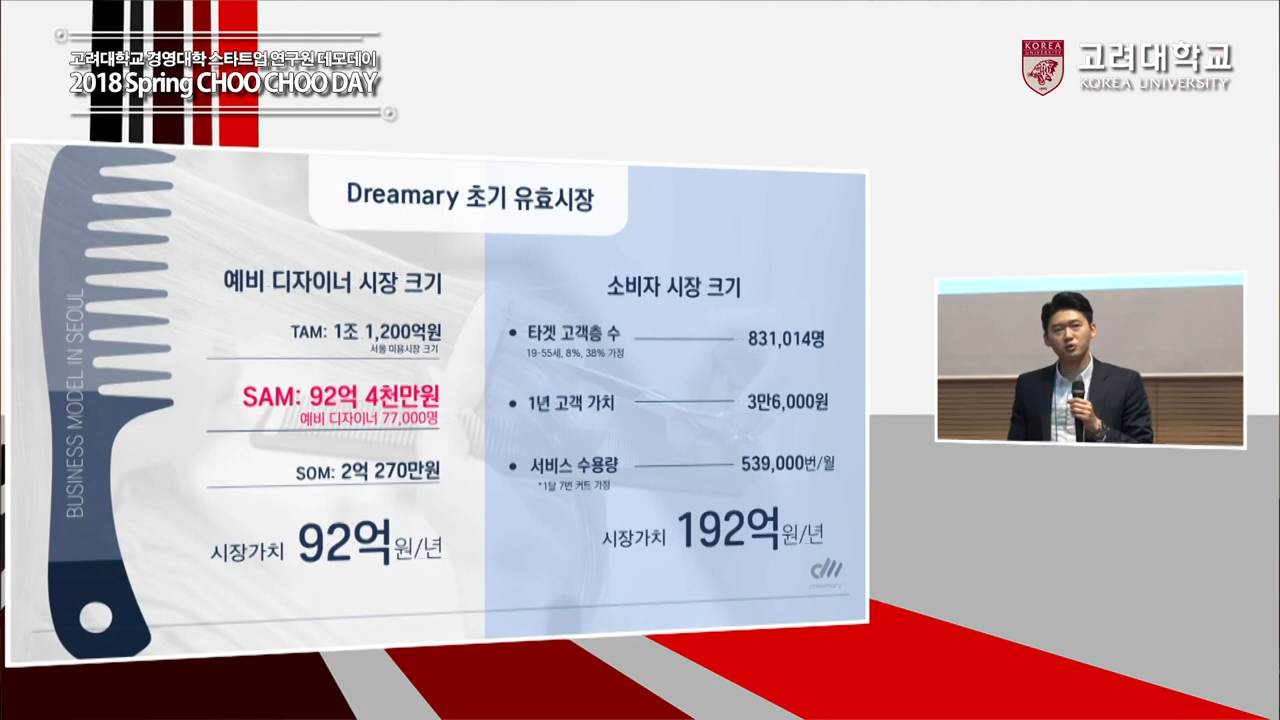 고려대학교 경영대학 스타트업 연구원 데모데이
2018 Spring CHOO CHOO DAY
KOREA
UNIVERSITY
고려대학교
KOREA UNIVERSITY
Dreamary 초기 유효시장
BUSINESS MODEL IN SEOUL
예비 디자이너 시장 크기
TAM: 1조 1,200억원
서울 미용시장 크기
SAM: 92억 4천만원
예비 디자이너 77,000명
SOM: 2억 270만원
시장가치 92억원/년
소비자 시장 크기
• 타겟 고객층 수 831,014명
19-55세, 8%, 38% 가정
• 1년 고객 가치 3만6,000원
• 서비스 수용량 539,000번/월
*1달 7번 커트 가정
시장가치 192억원/년
dreamary